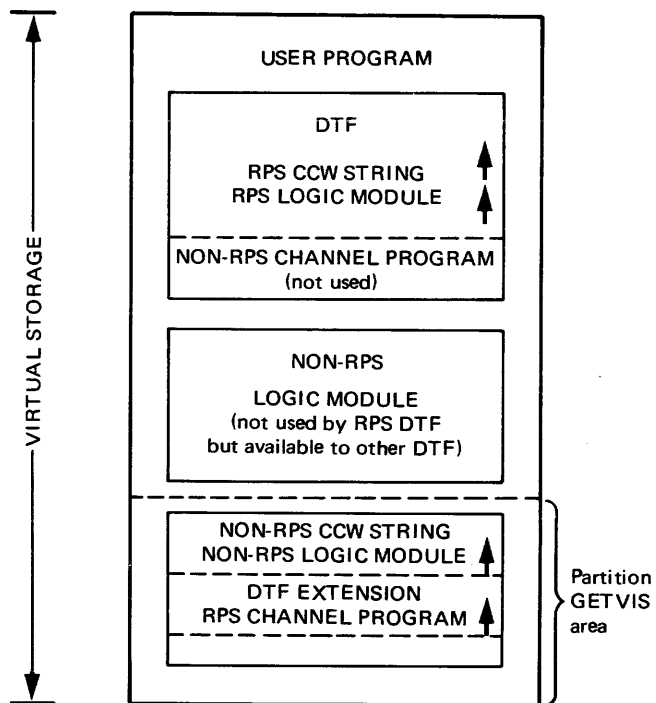 USER PROGRAM
DTF
RPS CCW STRING
RPS LOGIC MODULE
NON-RPS CHANNEL PROGRAM
(not used)
VIRTUAL STORAGE
NON-RPS
LOGIC MODULE
(not used by RPS DTF
but available to other DTF)
NON-RPS CCW STRING
NON-RPS LOGIC MODULE
DTF EXTENSION
RPS CHANNEL PROGRAM
Partition
GETVIS
area